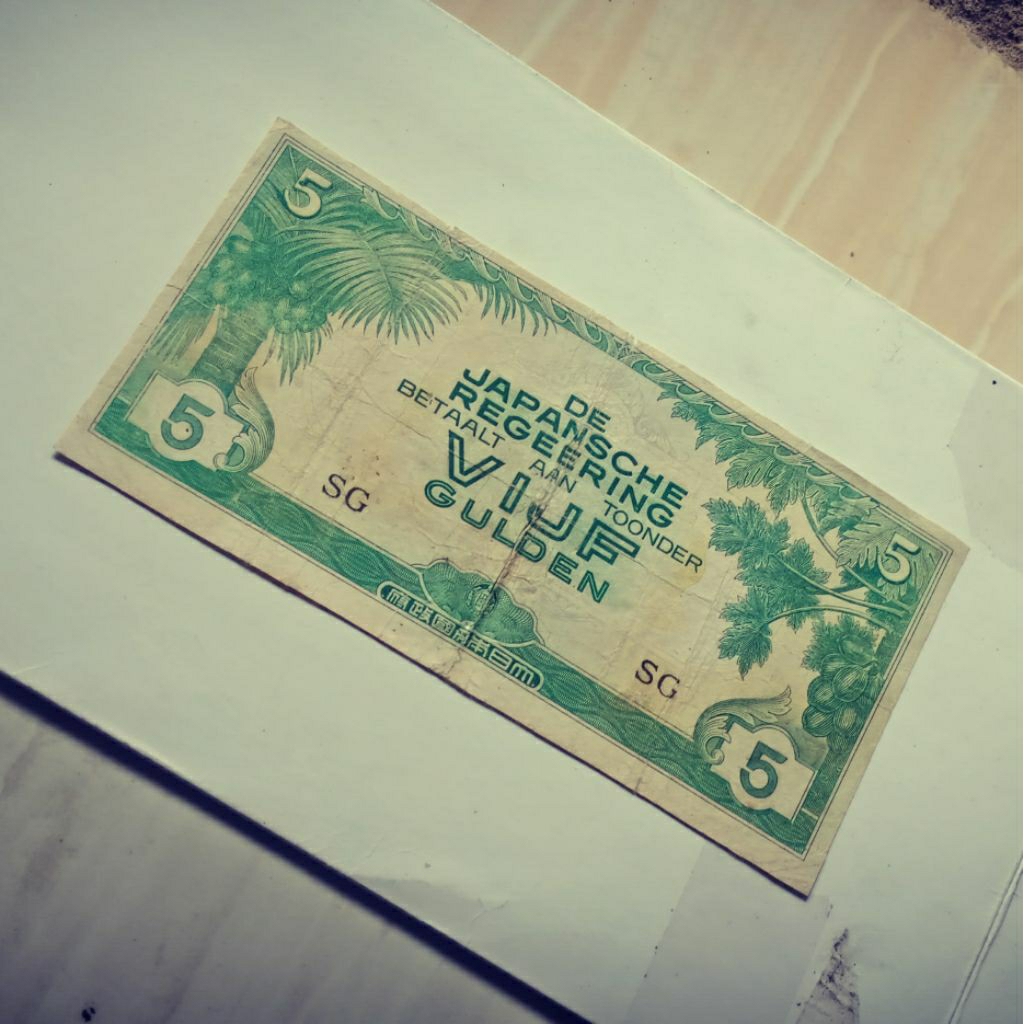 5
DE
JAPANSCHE
REGEERING
BETAALT AAN TOONDER
VIJF
GULDEN
5
SG
5
SG
5